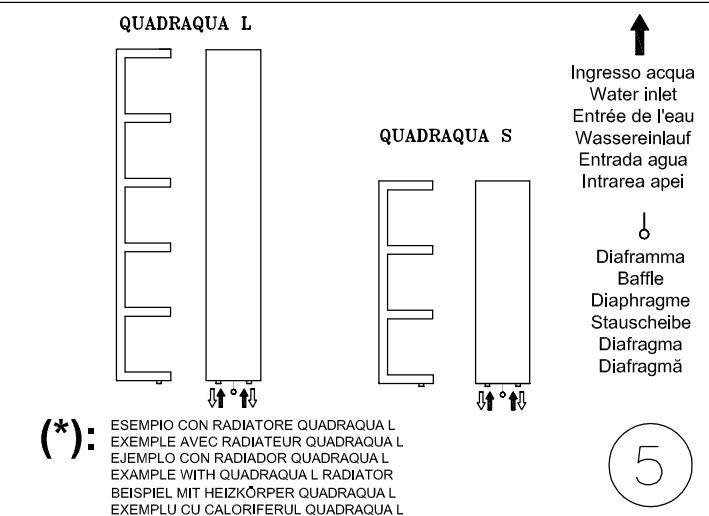 QUADRAQUA L
QUADRAQUA S
Ingresso acqua
Water inlet
Entrée de l'eau
Wassereinlauf
Entrada agua
Intrarea apei
Diaframma
Baffle
Diaphragme
Stauscheibe
Diafragma
Diafragmă
(*):
ESEMPIO CON RADIATORE QUADRAQUA L
EXEMPLE AVEC RADIATEUR QUADRAQUA L
EJEMPLO CON RADIADOR QUADRAQUA L
EXAMPLE WITH QUADRAQUA L RADIATOR
BEISPIEL MIT HEIZKÖRPER QUADRAQUA L
EXEMPLU CU CALORIFERUL QUADRAQUA L
5